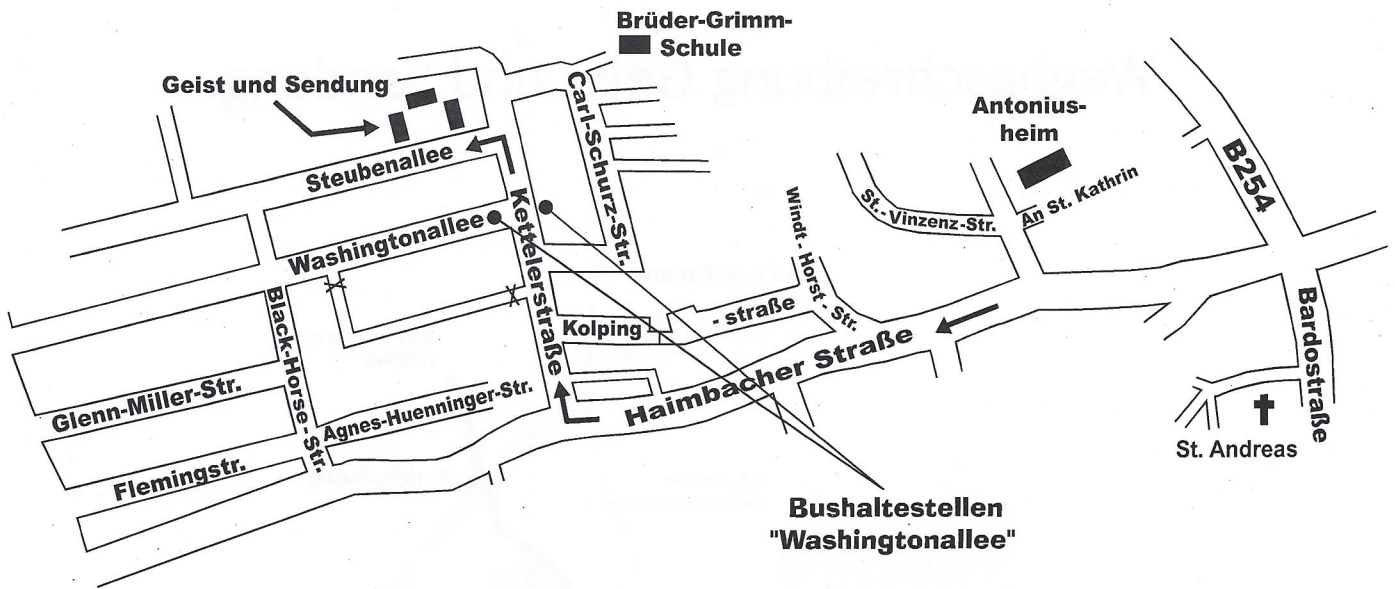 Brüder-Grimm-
Schule
Geist und Sendung
Carl-Schurz-Str.
Antonius-
heim
B254
Steubenallee
Kettelerstraße
St.-Vinzenz-Str.
An St. Kathrin
Washingtonallee
Windt-Horst-Str.
Black-Horse-Str.
Kolping
-straße
Haimbacher Straße
Bardostraße
Glenn-Miller-Str.
Agnes-Huenninger-Str.
Flemingstr.
St. Andreas
Bushaltestellen
"Washingtonallee"